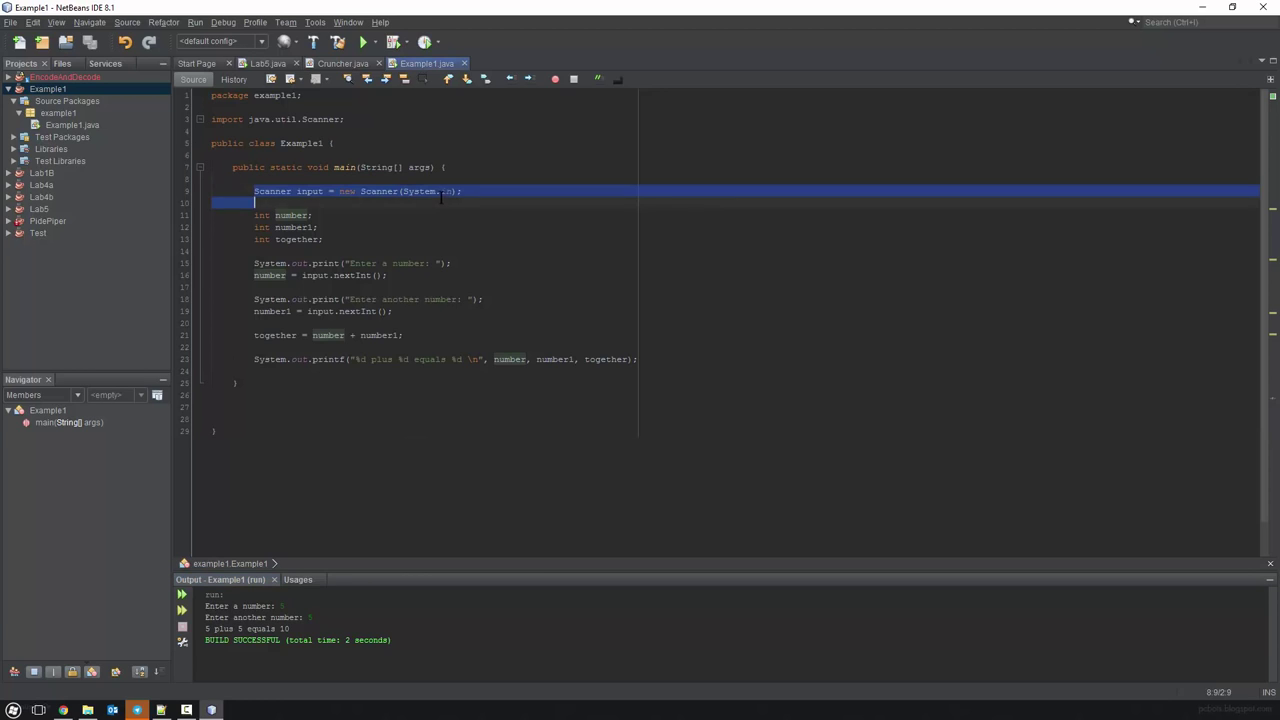 Example1 - NetBeans IDE 8.1
File Edit View Navigate Source Refactor Run Debug Profile Team Tools Window Help
Search (Ctrl+I)
<default config>
Projects Files Services
Start Page Lab5.java Cruncher.java Example1.java
Source History
EncodeAndDecode
Example1
Source Packages
example1
Example1.java
Test Packages
Libraries
Test Libraries
Lab1B
Lab4a
Lab4b
Lab5
PidePiper
Test
1 package example1;
2
3 import java.util.Scanner;
4
5 public class Example1 {
6
7 public static void main(String[] args) {
8
9 Scanner input = new Scanner(System.in);
10
11 int number;
12 int number1;
13 int together;
14
15 System.out.print("Enter a number: ");
16 number = input.nextInt();
17
18 System.out.print("Enter another number: ");
19 number1 = input.nextInt();
20
21 together = number + number1;
22
23 System.out.printf("%d plus %d equals %d \n", number, number1, together);
24
25 }
26
27
28
29 }
Navigator
Members <empty>
Example1
main(String[] args)
example1.Example1
Output - Example1 (run) Usages
run:
Enter a number: 5
Enter another number: 5
5 plus 5 equals 10
BUILD SUCCESSFUL (total time: 2 seconds)
8:9/2:9 INS